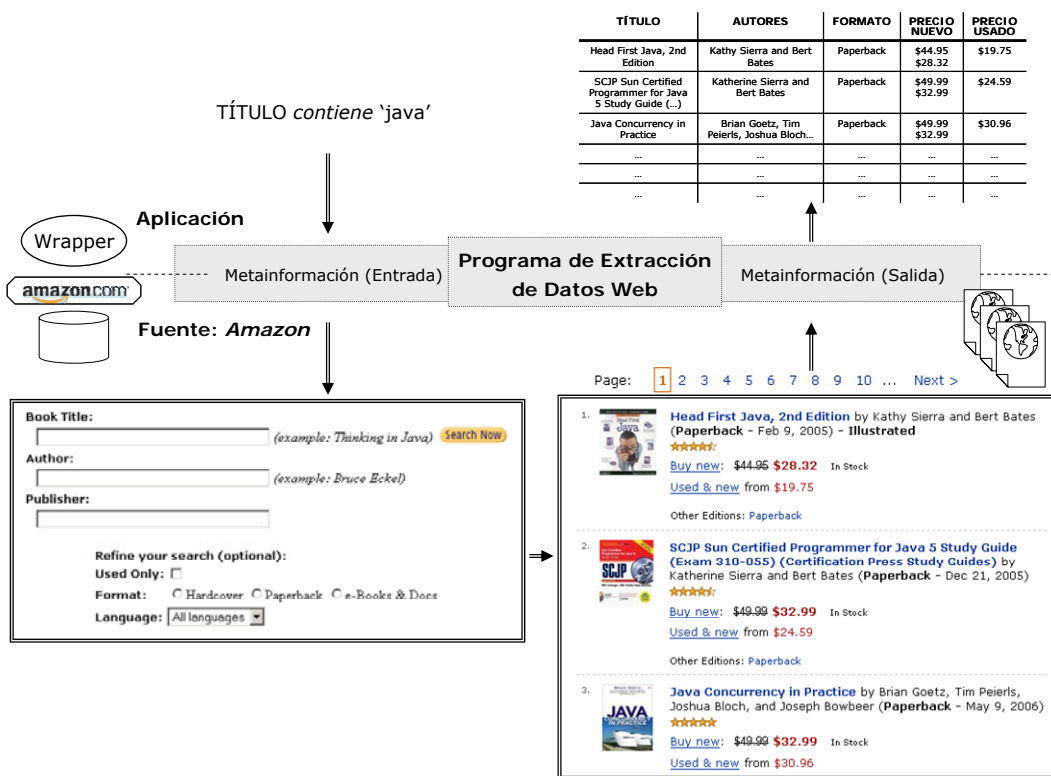 TÍTULO AUTORES FORMATO PRECIO NUEVO PRECIO USADO
Head First Java, 2nd Edition Kathy Sierra and Bert Bates Paperback $44.95 $28.32 $19.75
SCJP Sun Certified Programmer for Java 5 Study Guide (...) Katherine Sierra and Bert Bates Paperback $49.99 $32.99 $24.59
Java Concurrency in Practice Brian Goetz, Tim Peierls, Joshua Bloch... Paperback $49.99 $32.99 $30.96
... ... ... ... ...
... ... ... ... ...
... ... ... ... ...
TÍTULO contiene ‘java’
Aplicación
Wrapper
amazon.com
Metainformación (Entrada)
Programa de Extracción
de Datos Web
Metainformación (Salida)
Fuente: Amazon
Page: 1 2 3 4 5 6 7 8 9 10 ... Next >
Book Title:
(example: Thinking in Java) Search Now
Author:
(example: Bruce Eckel)
Publisher:
Refine your search (optional):
Used Only:
Format: Hardcover Paperback e-Books & Docs
Language: All languages
1. Head First Java, 2nd Edition by Kathy Sierra and Bert Bates
(Paperback - Feb 9, 2005) - Illustrated
Buy new: $44.95 $28.32 In Stock
Used & new from $19.75
Other Editions: Paperback
2. SCJP Sun Certified Programmer for Java 5 Study Guide
(Exam 310-055) (Certification Press Study Guides) by
Katherine Sierra and Bert Bates (Paperback - Dec 21, 2005)
Buy new: $49.99 $32.99 In Stock
Used & new from $24.59
Other Editions: Paperback
3. Java Concurrency in Practice by Brian Goetz, Tim Peierls,
Joshua Bloch, and Joseph Bowbeer (Paperback - May 9, 2006)
Buy new: $49.99 $32.99 In Stock
Used & new from $30.96
Head First
Java
SCJP
JAVA
CONCURRENCY
IN PRACTICE